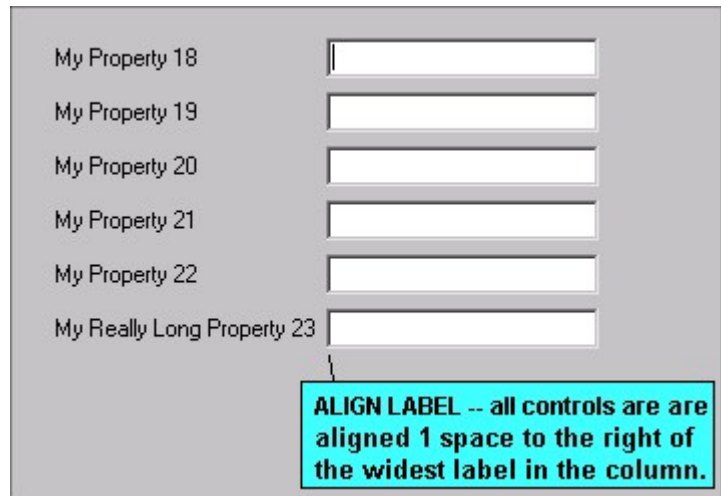 My Property 18
My Property 19
My Property 20
My Property 21
My Property 22
My Really Long Property 23
ALIGN LABEL -- all controls are are
aligned 1 space to the right of
the widest label in the column.